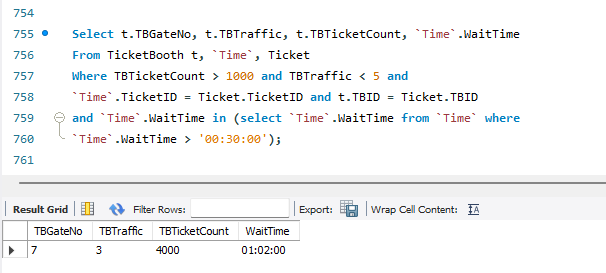 754
755 Select t.TBGateNo, t.TBTraffic, t.TBTicketCount, `Time`.WaitTime
756 From TicketBooth t, `Time`, Ticket
757 Where TBTicketCount > 1000 and TBTraffic < 5 and
758 `Time`.TicketID = Ticket.TicketID and t.TBID = Ticket.TBID
759 and `Time`.WaitTime in (select `Time`.WaitTime from `Time` where
760 `Time`.WaitTime > '00:30:00');
761
Result Grid Filter Rows: Export: Wrap Cell Content: IA
TBGateNo TBTraffic TBTicketCount WaitTime
7 3 4000 01:02:00